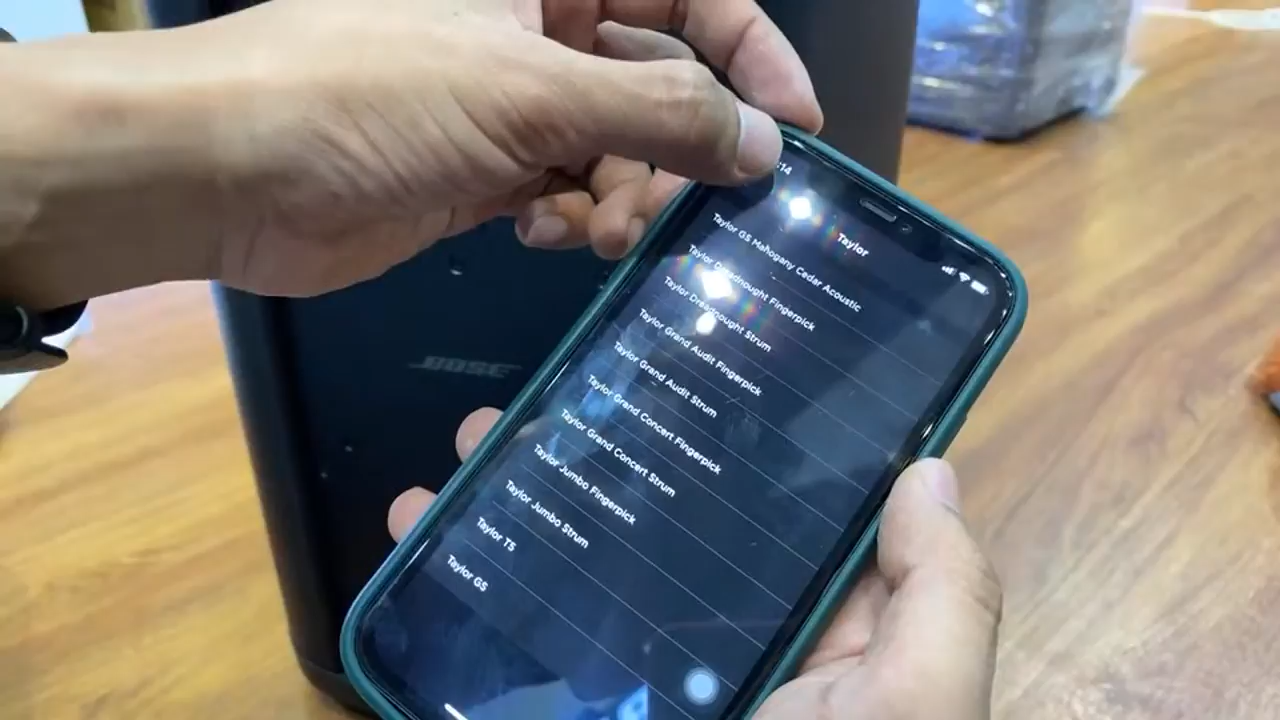 :14
Taylor
Taylor GS Mahogany Cedar Acoustic
Taylor Dreadnought Fingerpick
Taylor Dreadnought Strum
Taylor Grand Audit Fingerpick
Taylor Grand Audit Strum
Taylor Grand Concert Fingerpick
Taylor Grand Concert Strum
Taylor Jumbo Fingerpick
Taylor Jumbo Strum
Taylor T5
Taylor GS
BOSE